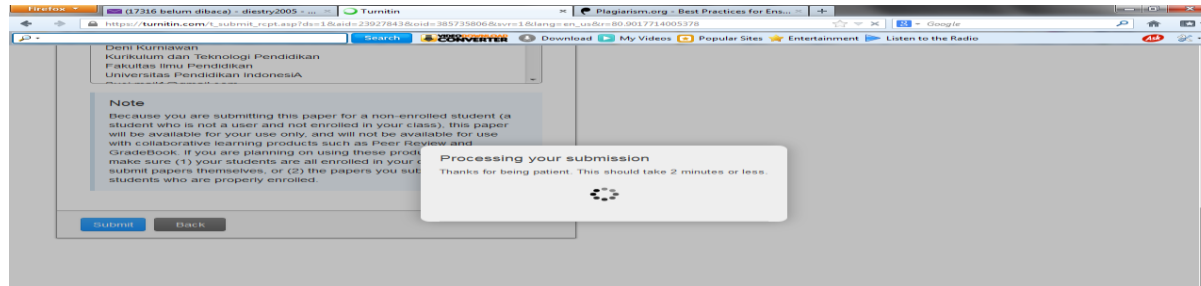 Firefox
(17316 belum dibaca) - diestry2005 - ...
Turnitin
Plagiarism.org - Best Practices for Ens...
https://turnitin.com/t_submit_rcpt.asp?ds=1&aid=23927843&oid=385735806&svr=1&lang=en_us&r=80.9017714005378
Google
Search
VIDEO CONVERTER
Download
My Videos
Popular Sites
Entertainment
Listen to the Radio
Ask
Deni Kurniawan
Kurikulum dan Teknologi Pendidikan
Fakultas Ilmu Pendidikan
Universitas Pendidikan IndonesiA
Note
Because you are submitting this paper for a non-enrolled student (a
student who is not a user and not enrolled in your class), this paper
will be available for your use only, and will not be available for use
with collaborative learning products such as Peer Review and
GradeBook. If you are planning on using these
make sure (1) your students are all enrolled in your
submit papers themselves, or (2) the papers you
students who are properly enrolled.
Processing your submission
Thanks for being patient. This should take 2 minutes or less.
Submit
Back